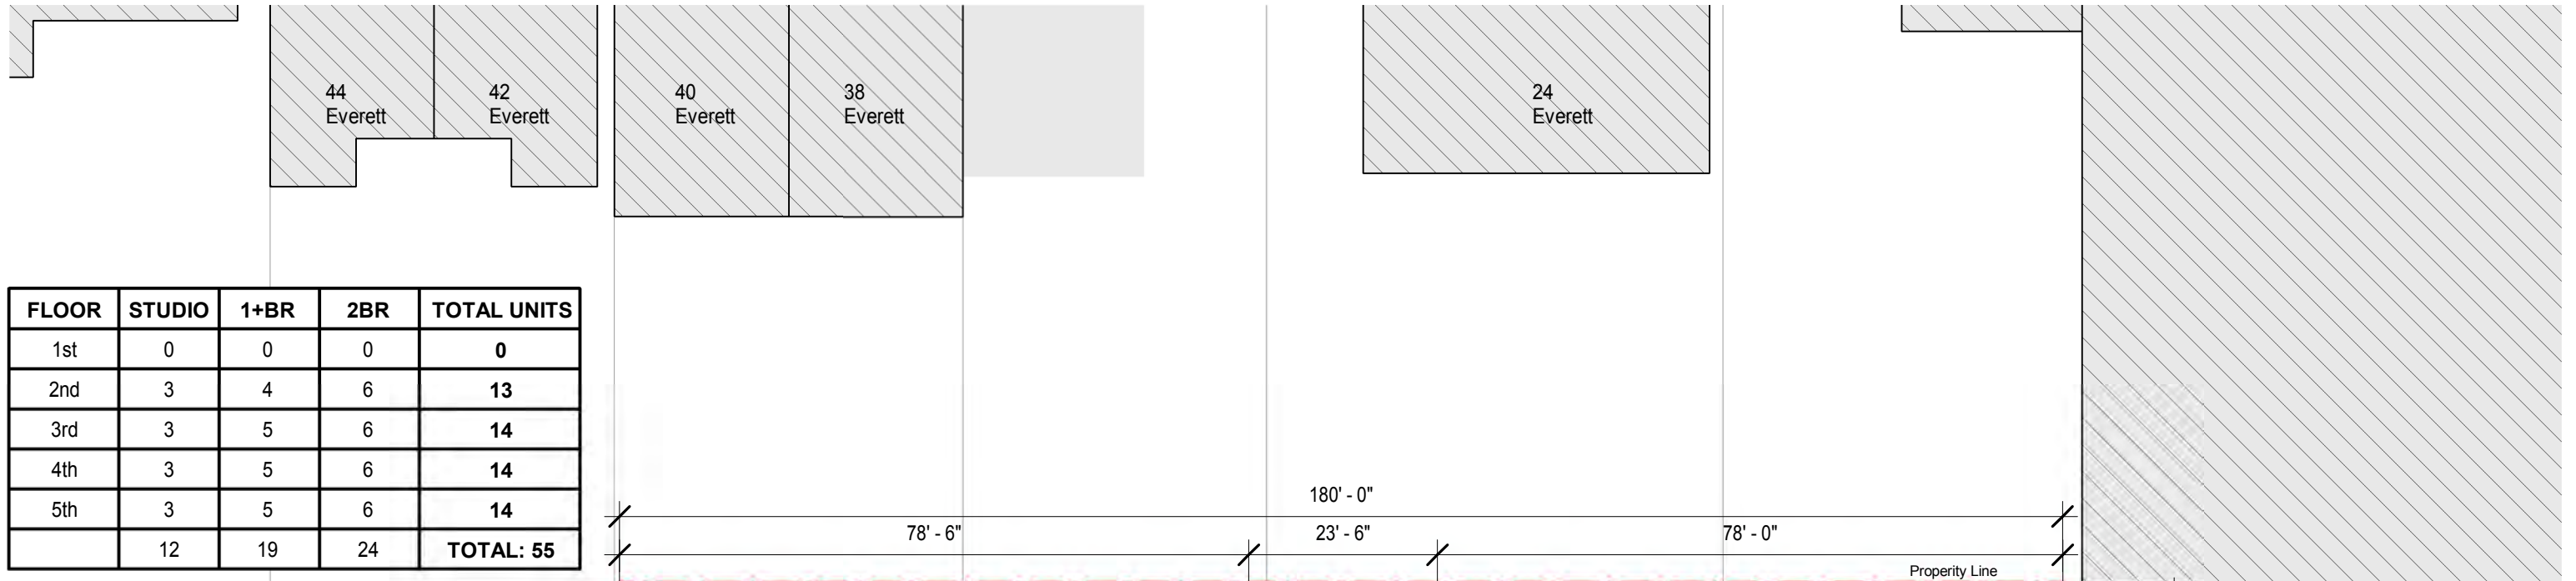 44
Everett
42
Everett
40
Everett
38
Everett
24
Everett
FLOOR STUDIO 1+BR 2BR TOTAL UNITS
1st 0 0 0 0
2nd 3 4 6 13
3rd 3 5 6 14
4th 3 5 6 14
5th 3 5 6 14
12 19 24 TOTAL: 55
180' - 0"
78' - 6" 23' - 6" 78' - 0"
Properity Line